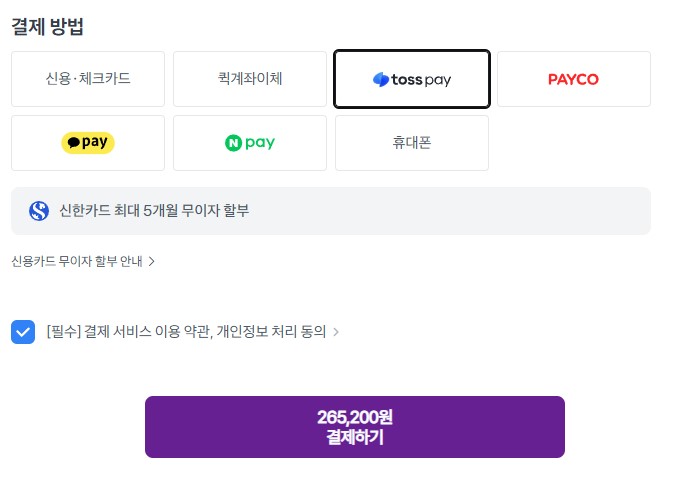 결제 방법
신용·체크카드
퀵계좌이체
toss pay
PAYCO
pay
N pay
휴대폰
신한카드 최대 5개월 무이자 할부
신용카드 무이자 할부 안내 >
[필수] 결제 서비스 이용 약관, 개인정보 처리 동의 >
265,200원
결제하기